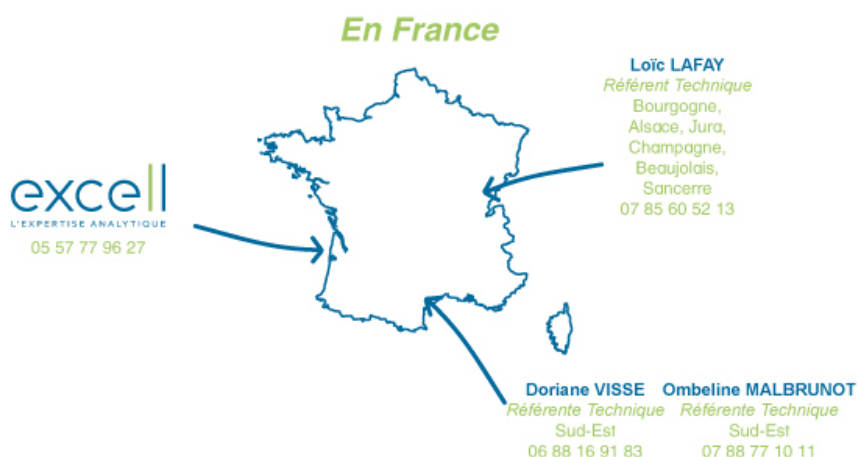 En France
Loïc LAFAY
Référent Technique
Bourgogne,
Alsace, Jura,
Champagne,
Beaujolais,
Sancerre
07 85 60 52 13
excell
L'EXPERTISE ANALYTIQUE
05 57 77 96 27
Doriane VISSE
Référente Technique
Sud-Est
06 88 16 91 83
Ombeline MALBRUNOT
Référente Technique
Sud-Est
07 88 77 10 11